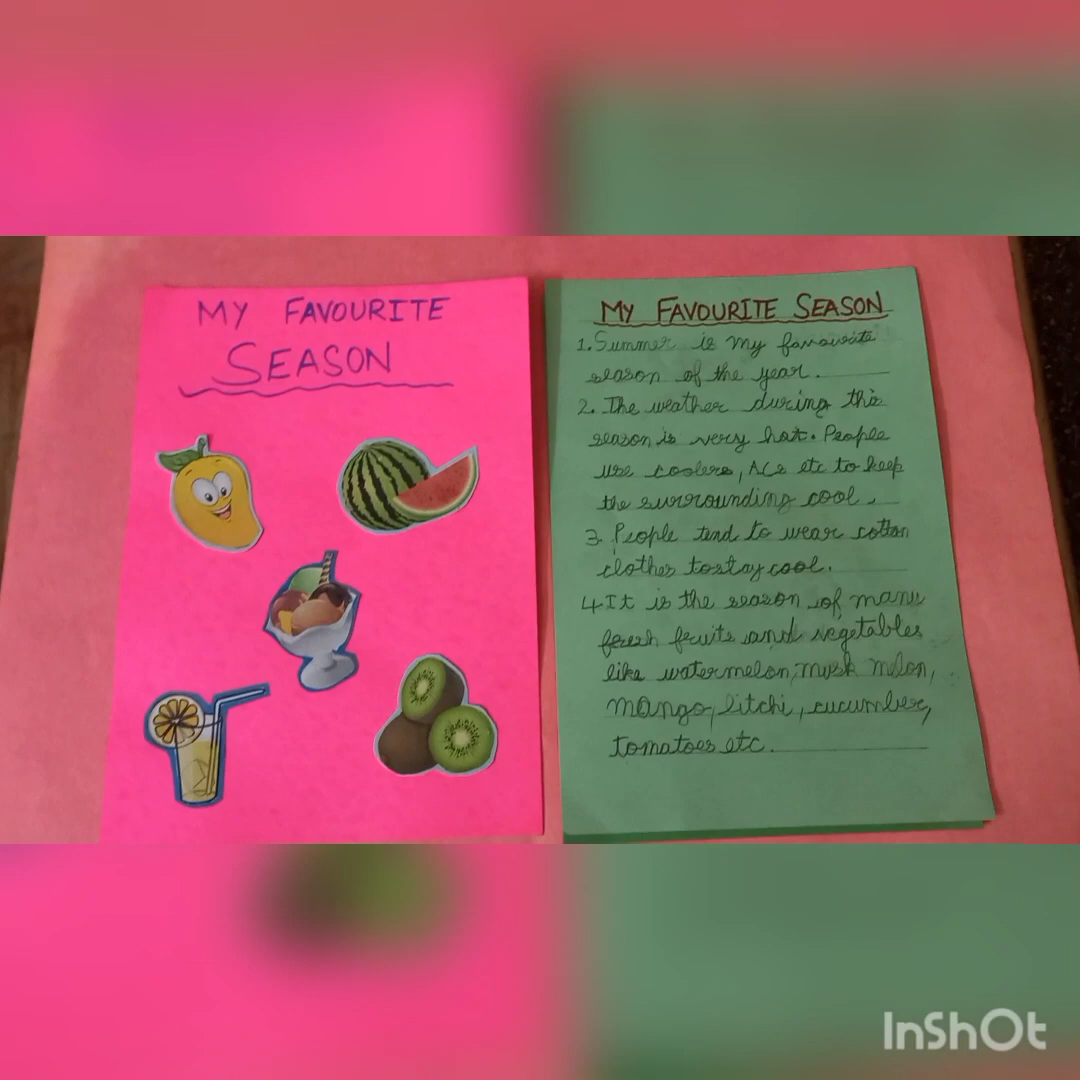 MY FAVOURITE
SEASON
MY FAVOURITE SEASON
1. Summer is my favourite
season of the year.
2. The weather during this
season is very hot. People
use coolers, ACs etc to keep
the surrounding cool.
3. People tend to wear cotton
clothes to stay cool.
4. It is the season of many
fresh fruits and vegetables
like watermelon, musk melon,
Mango, litchi, cucumber,
tomatoes etc.
InShOt